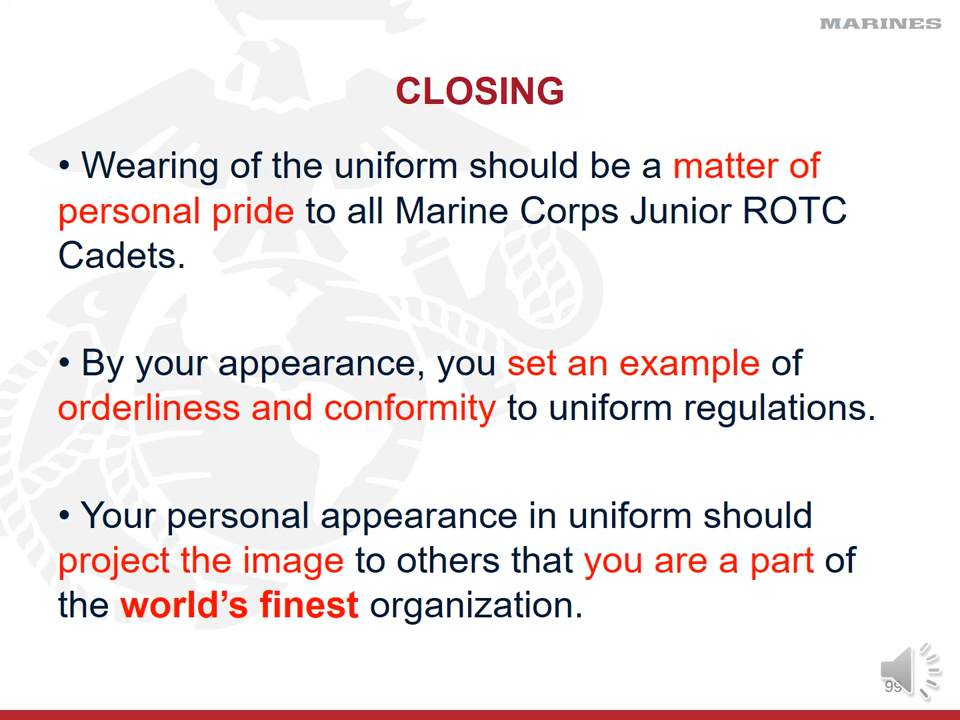 MARINES
CLOSING
• Wearing of the uniform should be a matter of
personal pride to all Marine Corps Junior ROTC
Cadets.
• By your appearance, you set an example of
orderliness and conformity to uniform regulations.
• Your personal appearance in uniform should
project the image to others that you are a part of
the world’s finest organization.